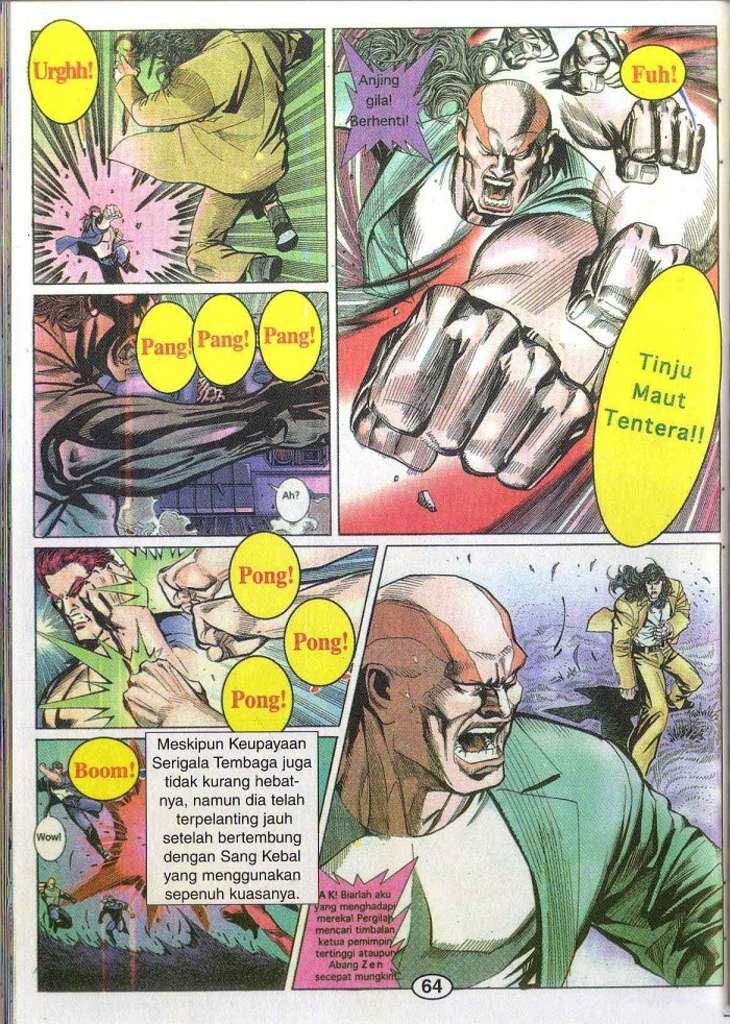 Urghh!
Anjing
gila!
Berhenti!
Fuh!
Tinju
Maut
Tentera!!
Pang!
Pang!
Pang!
Ah?
Pong!
Pong!
Pong!
Boom!
Wow!
Meskipun Keupayaan
Serigala Tembaga juga
tidak kurang hebat-
nya, namun dia telah
terpelanting jauh
setelah bertembung
dengan Sang Kebal
yang menggunakan
sepenuh kuasanya.
A K! Biarlah aku
yang menghadapi
mereka! Pergilah
mencari timbalan
ketua pemimpin
tertinggi ataupun
Abang Zen
secepat mungkin!
64